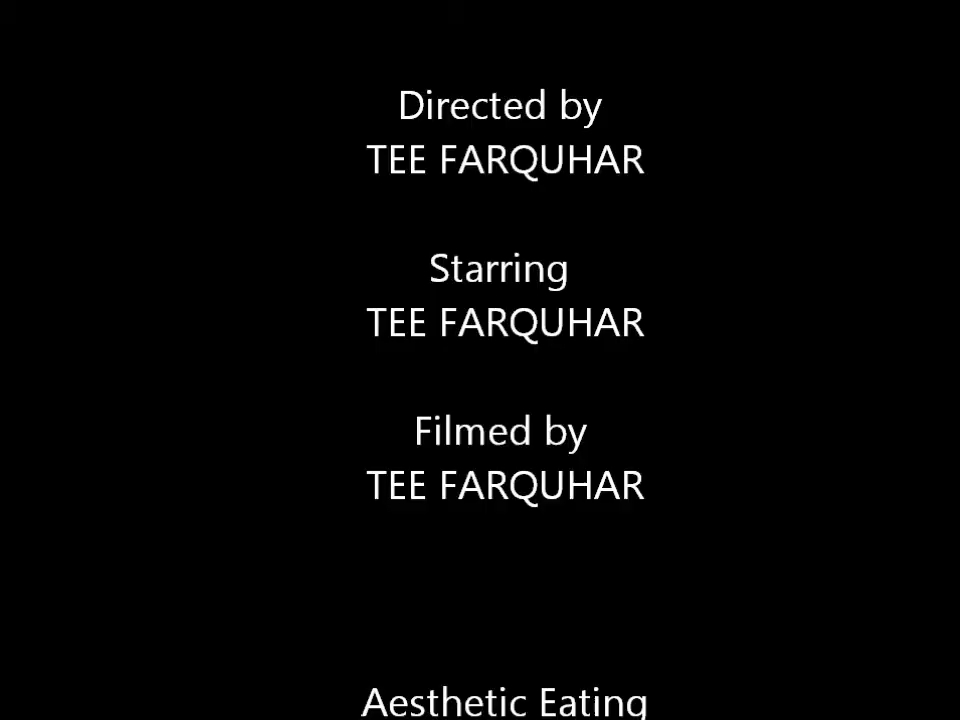 Directed by
TEE FARQUHAR
Starring
TEE FARQUHAR
Filmed by
TEE FARQUHAR
Aesthetic Eating